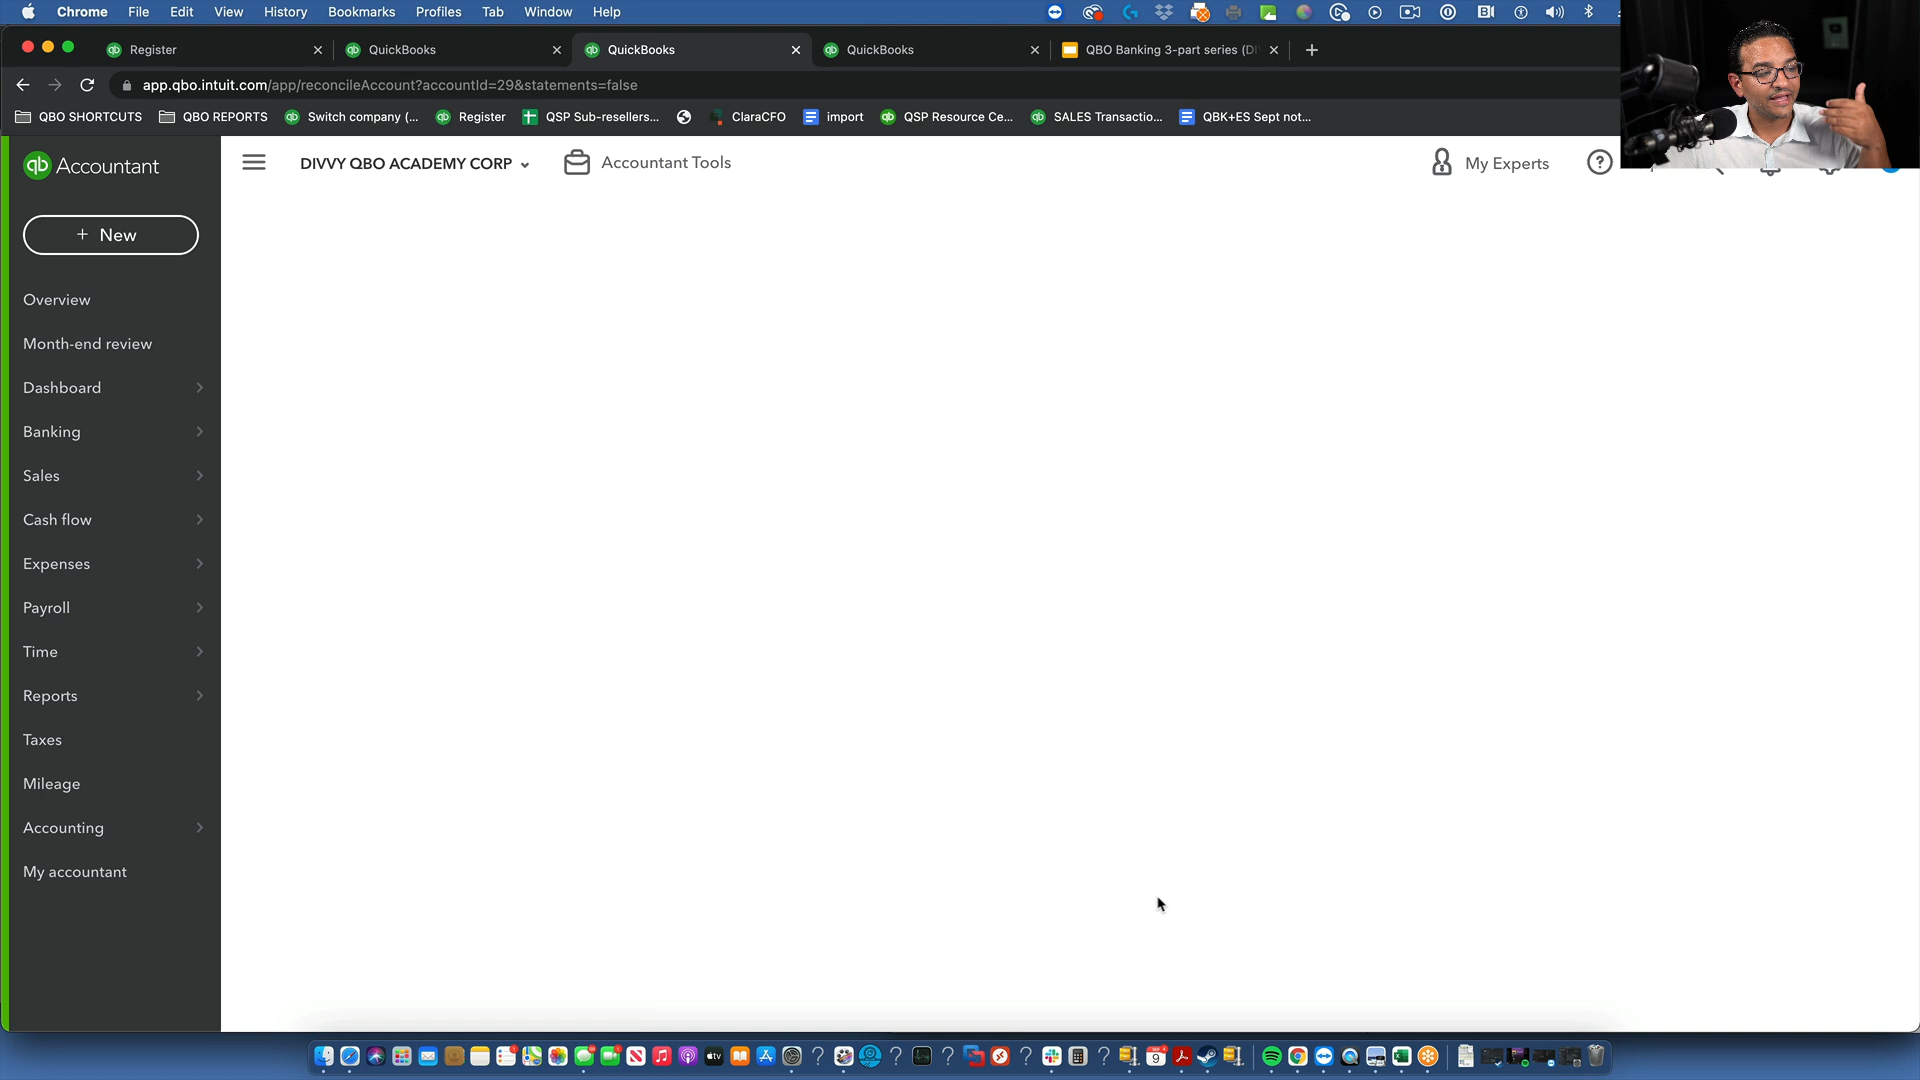 Chrome File Edit View History Bookmarks Profiles Tab Window Help
Register QuickBooks QuickBooks QuickBooks QBO Banking 3-part series (DI
app.qbo.intuit.com/app/reconcileAccount?accountId=29&statements=false
QBO SHORTCUTS QBO REPORTS Switch company (... Register QSP Sub-resellers... ClaraCFO import QSP Resource Ce... SALES Transactio... QBK+ES Sept not...
qb Accountant DIVVY QBO ACADEMY CORP Accountant Tools My Experts
+ New
Overview
Month-end review
Dashboard
Banking
Sales
Cash flow
Expenses
Payroll
Time
Reports
Taxes
Mileage
Accounting
My accountant